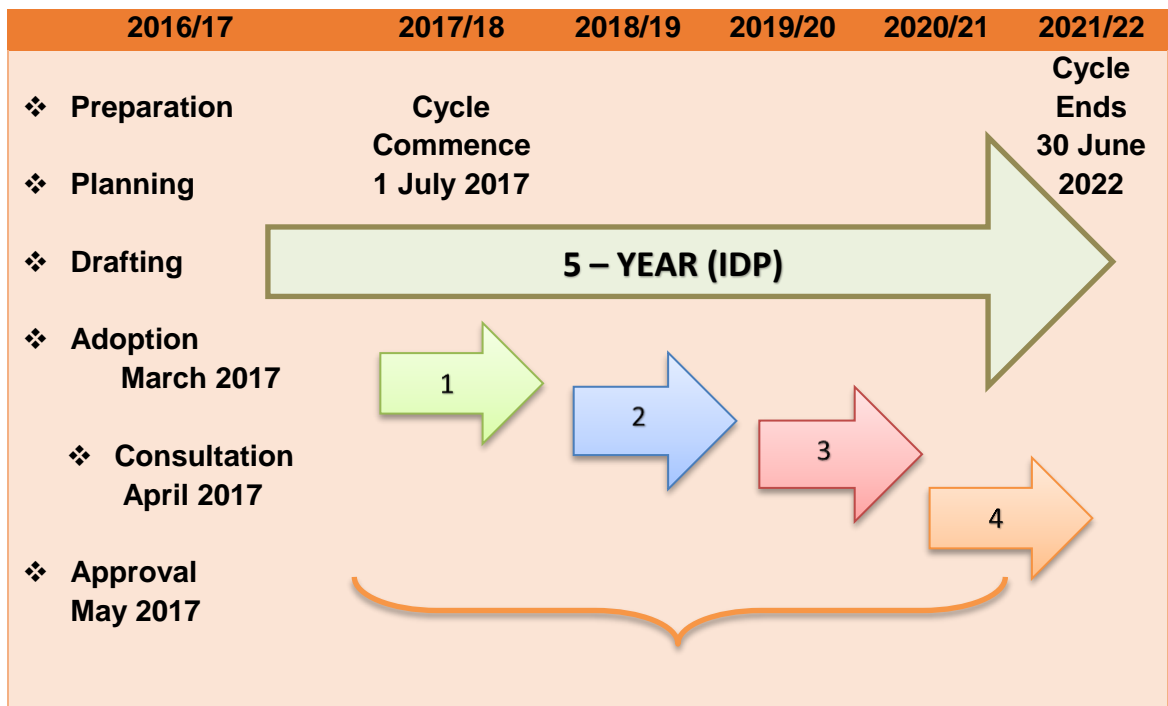 2016/17 2017/18 2018/19 2019/20 2020/21 2021/22
❖ Preparation
❖ Planning
❖ Drafting
❖ Adoption
March 2017
❖ Consultation
April 2017
❖ Approval
May 2017
Cycle
Commence
1 July 2017
Cycle
Ends
30 June
2022
5 – YEAR (IDP)
1
2
3
4